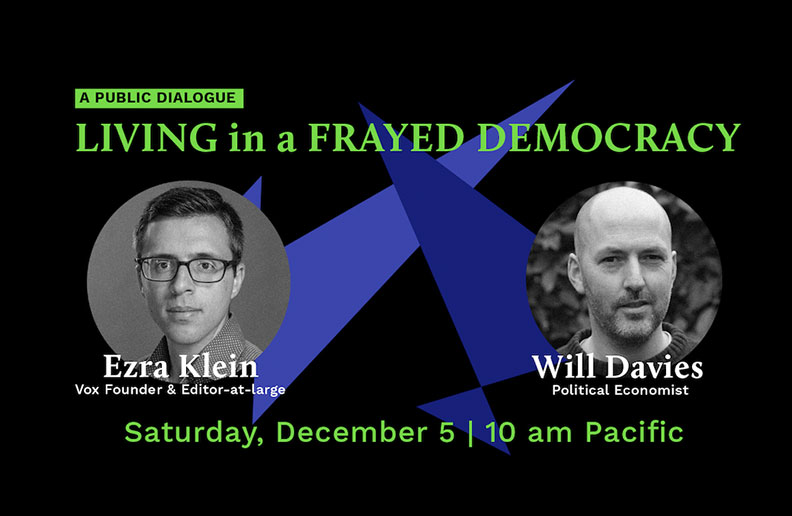 A PUBLIC DIALOGUE
LIVING in a FRAYED DEMOCRACY
Ezra Klein
Vox Founder & Editor-at-large
Will Davies
Political Economist
Saturday, December 5 | 10 am Pacific